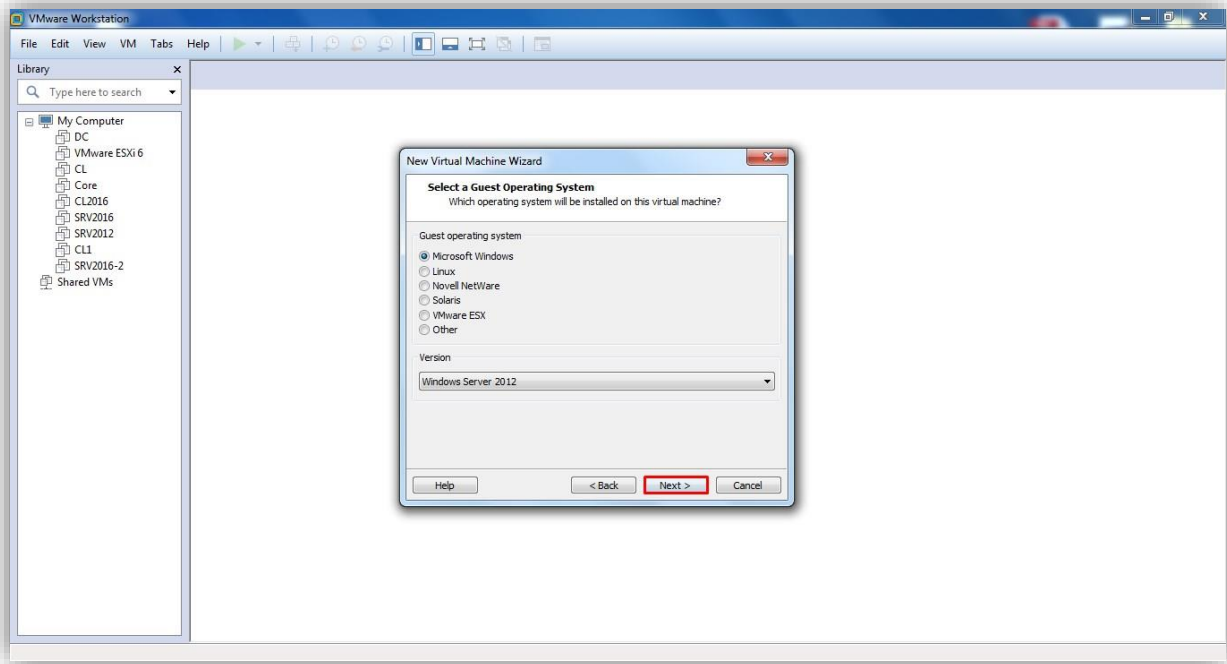 VMware Workstation
File Edit View VM Tabs Help
Library
Type here to search
My Computer
DC
VMware ESXi 6
CL
Core
CL2016
SRV2016
SRV2012
CL1
SRV2016-2
Shared VMs
New Virtual Machine Wizard
Select a Guest Operating System
Which operating system will be installed on this virtual machine?
Guest operating system
Microsoft Windows
Linux
Novell NetWare
Solaris
VMware ESX
Other
Version
Windows Server 2012
Help < Back Next > Cancel